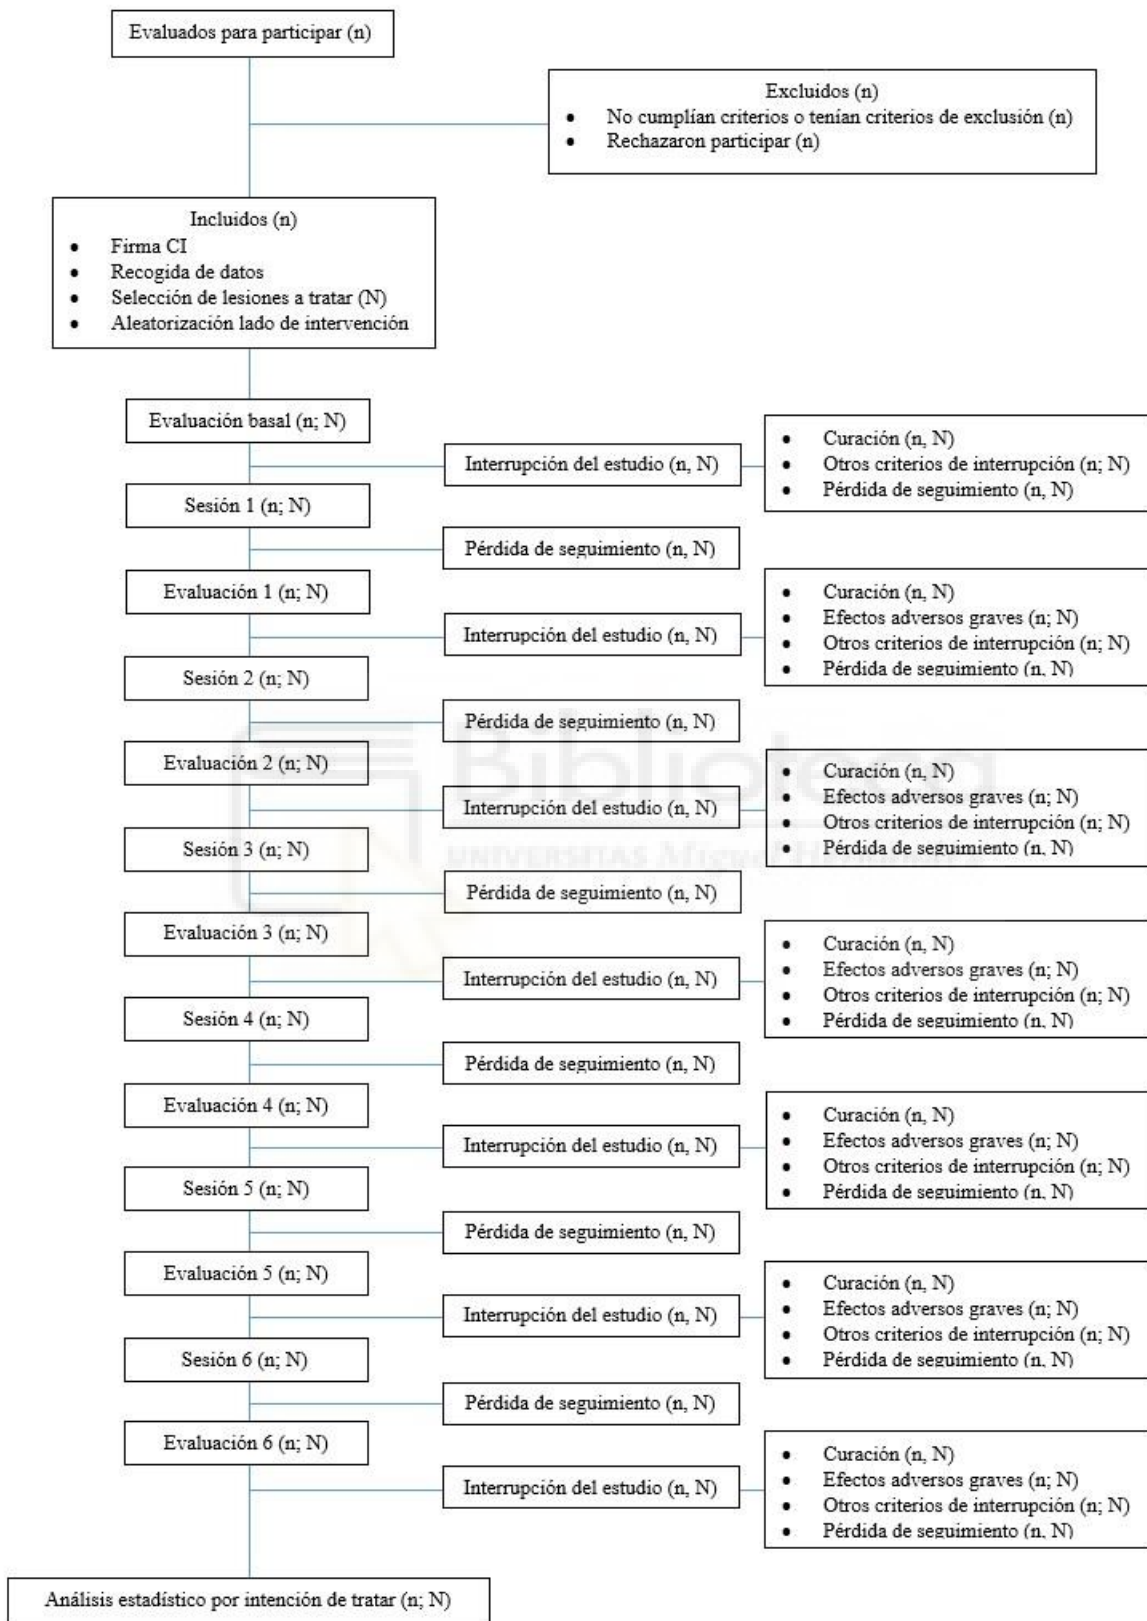 Evaluados para participar (n)
Excluidos (n)
• No cumplían criterios o tenían criterios de exclusión (n)
• Rechazaron participar (n)
Incluidos (n)
• Firma CI
• Recogida de datos
• Selección de lesiones a tratar (N)
• Aleatorización lado de intervención
Evaluación basal (n; N)
Interrupción del estudio (n, N)
• Curación (n, N)
• Otros criterios de interrupción (n; N)
• Pérdida de seguimiento (n, N)
Sesión 1 (n; N)
Pérdida de seguimiento (n, N)
Evaluación 1 (n; N)
Interrupción del estudio (n, N)
• Curación (n, N)
• Efectos adversos graves (n; N)
• Otros criterios de interrupción (n; N)
• Pérdida de seguimiento (n, N)
Sesión 2 (n; N)
Pérdida de seguimiento (n, N)
Evaluación 2 (n; N)
Interrupción del estudio (n, N)
• Curación (n, N)
• Efectos adversos graves (n; N)
• Otros criterios de interrupción (n; N)
• Pérdida de seguimiento (n, N)
Sesión 3 (n; N)
Pérdida de seguimiento (n, N)
Evaluación 3 (n; N)
Interrupción del estudio (n, N)
• Curación (n, N)
• Efectos adversos graves (n; N)
• Otros criterios de interrupción (n; N)
• Pérdida de seguimiento (n, N)
Sesión 4 (n; N)
Pérdida de seguimiento (n, N)
Evaluación 4 (n; N)
Interrupción del estudio (n, N)
• Curación (n, N)
• Efectos adversos graves (n; N)
• Otros criterios de interrupción (n; N)
• Pérdida de seguimiento (n, N)
Sesión 5 (n; N)
Pérdida de seguimiento (n, N)
Evaluación 5 (n; N)
Interrupción del estudio (n, N)
• Curación (n, N)
• Efectos adversos graves (n; N)
• Otros criterios de interrupción (n; N)
• Pérdida de seguimiento (n, N)
Sesión 6 (n; N)
Pérdida de seguimiento (n, N)
Evaluación 6 (n; N)
Interrupción del estudio (n, N)
• Curación (n, N)
• Efectos adversos graves (n; N)
• Otros criterios de interrupción (n; N)
• Pérdida de seguimiento (n, N)
Análisis estadístico por intención de tratar (n; N)
Biblioteca
UNIVERSITAS Miguel Hernández